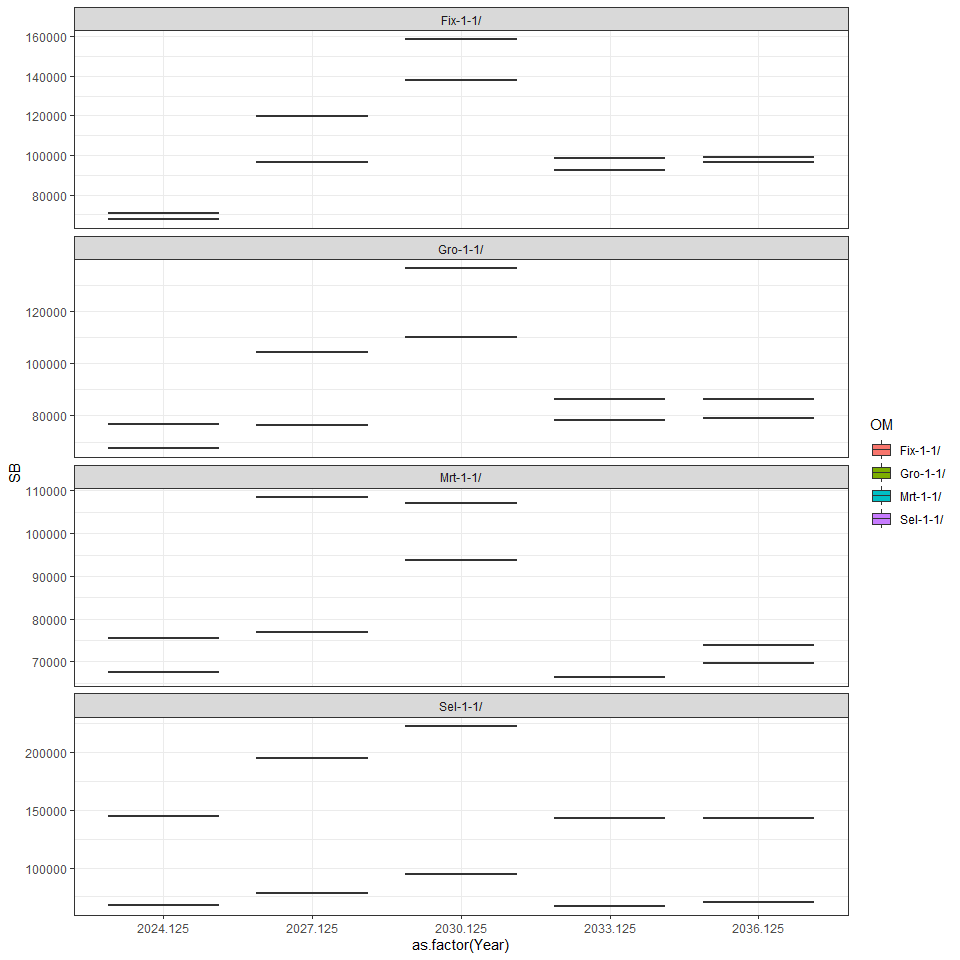 Fix-1-1/
160000
140000
120000
100000
80000
Gro-1-1/
120000
100000
80000
Mrt-1-1/
110000
100000
90000
80000
70000
Sel-1-1/
200000
150000
100000
SB
2024.125 2027.125 2030.125 2033.125 2036.125
as.factor(Year)
OM
Fix-1-1/
Gro-1-1/
Mrt-1-1/
Sel-1-1/